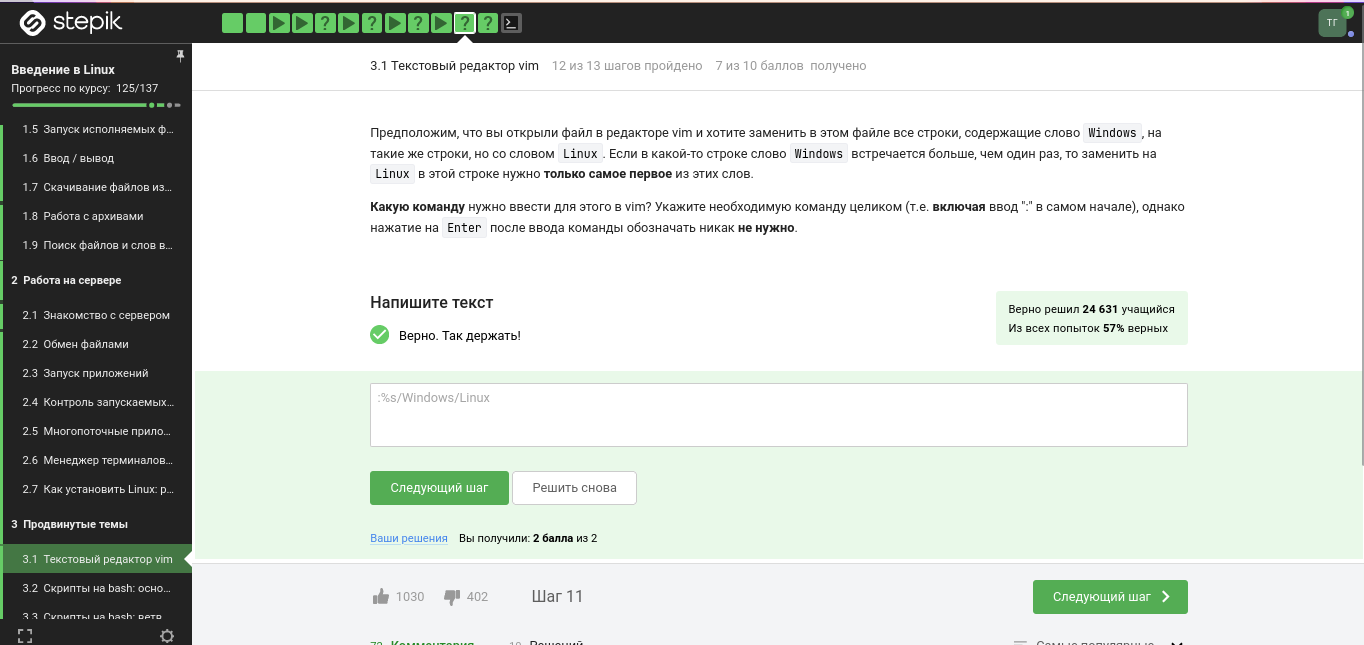 stepik
? ? ? ? ?
ТГ
1
Введение в Linux
Прогресс по курсу: 125/137
1.5 Запуск исполняемых ф...
1.6 Ввод / вывод
1.7 Скачивание файлов из...
1.8 Работа с архивами
1.9 Поиск файлов и слов в...
2 Работа на сервере
2.1 Знакомство с сервером
2.2 Обмен файлами
2.3 Запуск приложений
2.4 Контроль запускаемых...
2.5 Многопоточные прило...
2.6 Менеджер терминалов...
2.7 Как установить Linux: р...
3 Продвинутые темы
3.1 Текстовый редактор vim
3.2 Скрипты на bash: осно...
3.3 Скрипты на bash: ветв...
3.1 Текстовый редактор vim 12 из 13 шагов пройдено 7 из 10 баллов получено
Предположим, что вы открыли файл в редакторе vim и хотите заменить в этом файле все строки, содержащие слово Windows, на
такие же строки, но со словом Linux. Если в какой-то строке слово Windows встречается больше, чем один раз, то заменить на
Linux в этой строке нужно только самое первое из этих слов.
Какую команду нужно ввести для этого в vim? Укажите необходимую команду целиком (т.е. включая ввод ":" в самом начале), однако
нажатие на Enter после ввода команды обозначать никак не нужно.
Напишите текст
Верно. Так держать!
Верно решил 24 631 учащийся
Из всех попыток 57% верных
:%s/Windows/Linux
Следующий шаг Решить снова
Ваши решения Вы получили: 2 балла из 2
1030 402 Шаг 11 Следующий шаг
Комментария Решений Самые популярные